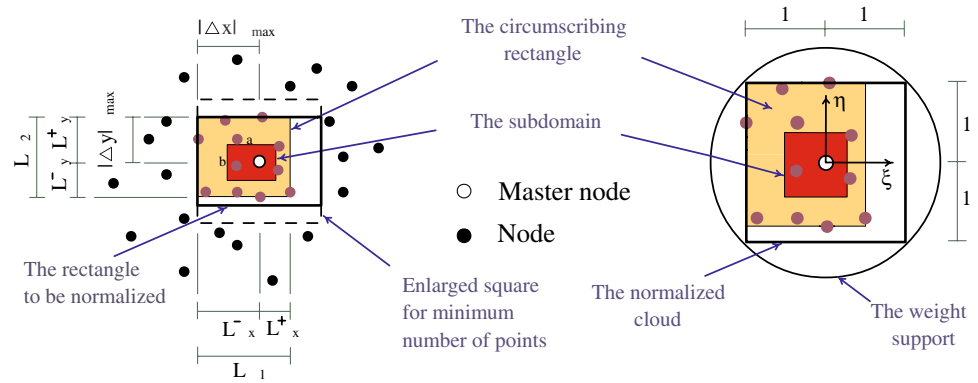 |△x| max
The circumscribing
rectangle
1 1
L 2
L⁺ y
L⁻ y
|△y| max
a
b
The subdomain
η
ξ
1
1
Master node
Node
The rectangle
to be normalized
Enlarged square
for minimum
number of points
The normalized
cloud
The weight
support
L⁻ x L⁺ x
L 1